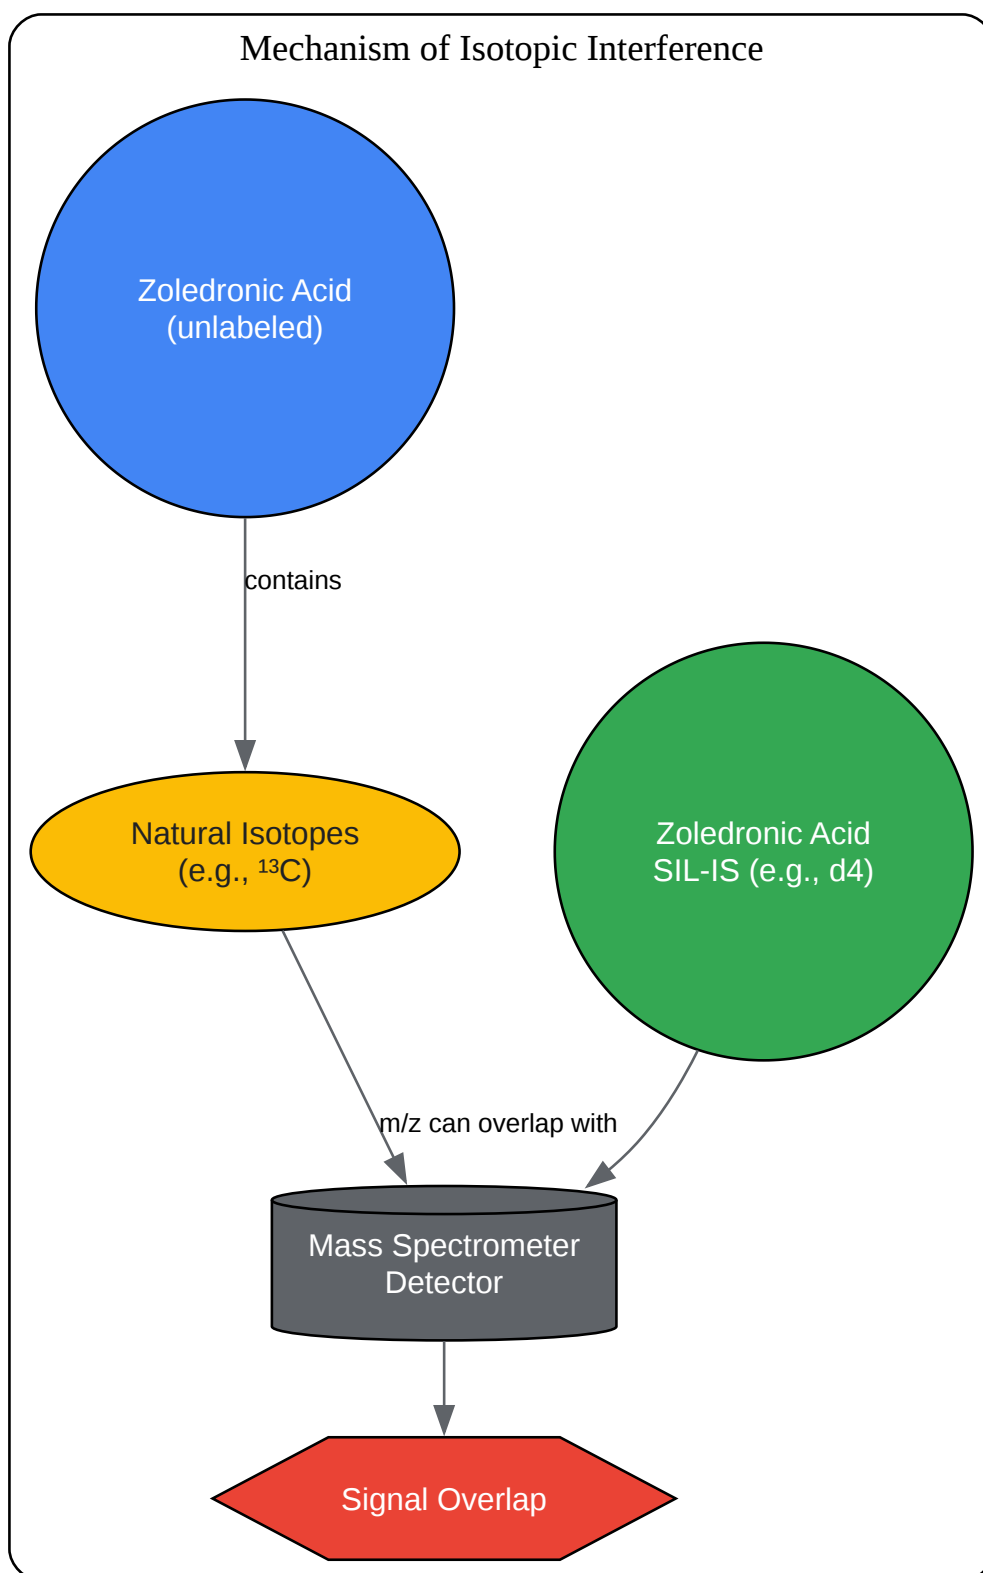 Mechanism of Isotopic Interference
Zoledronic Acid
(unlabeled)
contains
Natural Isotopes
(e.g., ¹³C)
Zoledronic Acid
SIL-IS (e.g., d4)
m/z can overlap with
Mass Spectrometer
Detector
Signal Overlap